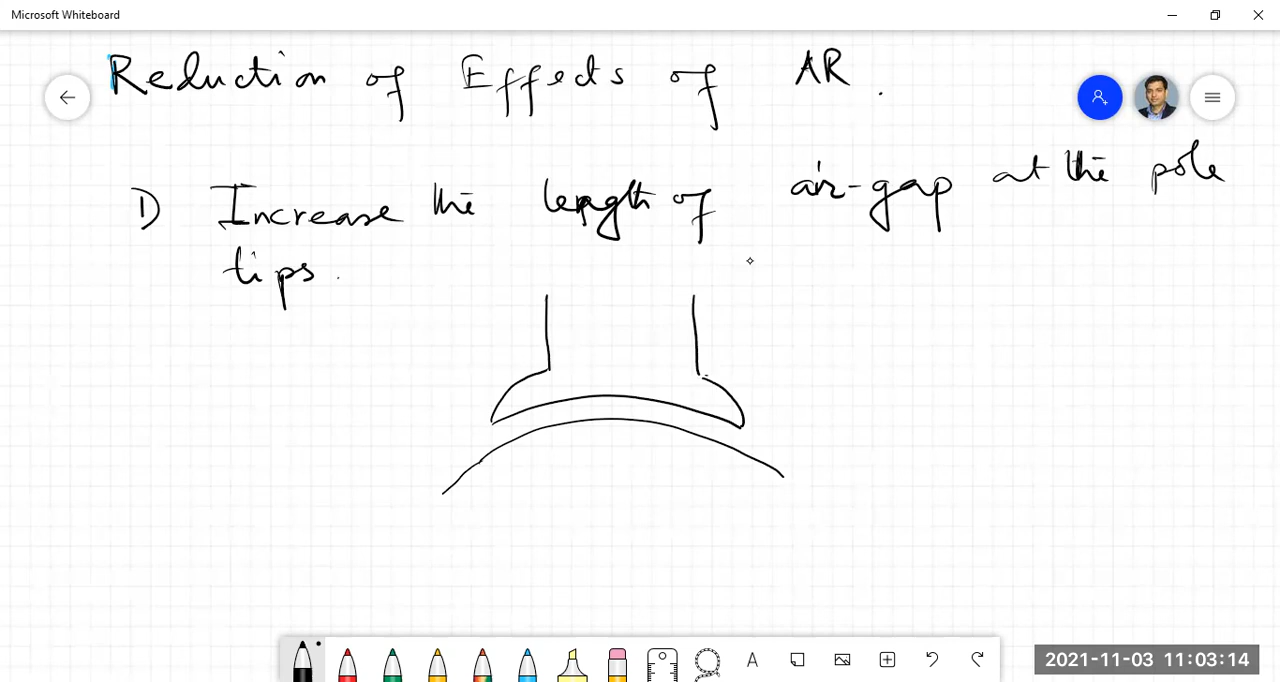 Microsoft Whiteboard
Reduction of Effects of AR.
1) Increase the length of air-gap at the pole
tips.
A
2021-11-03 11:03:14